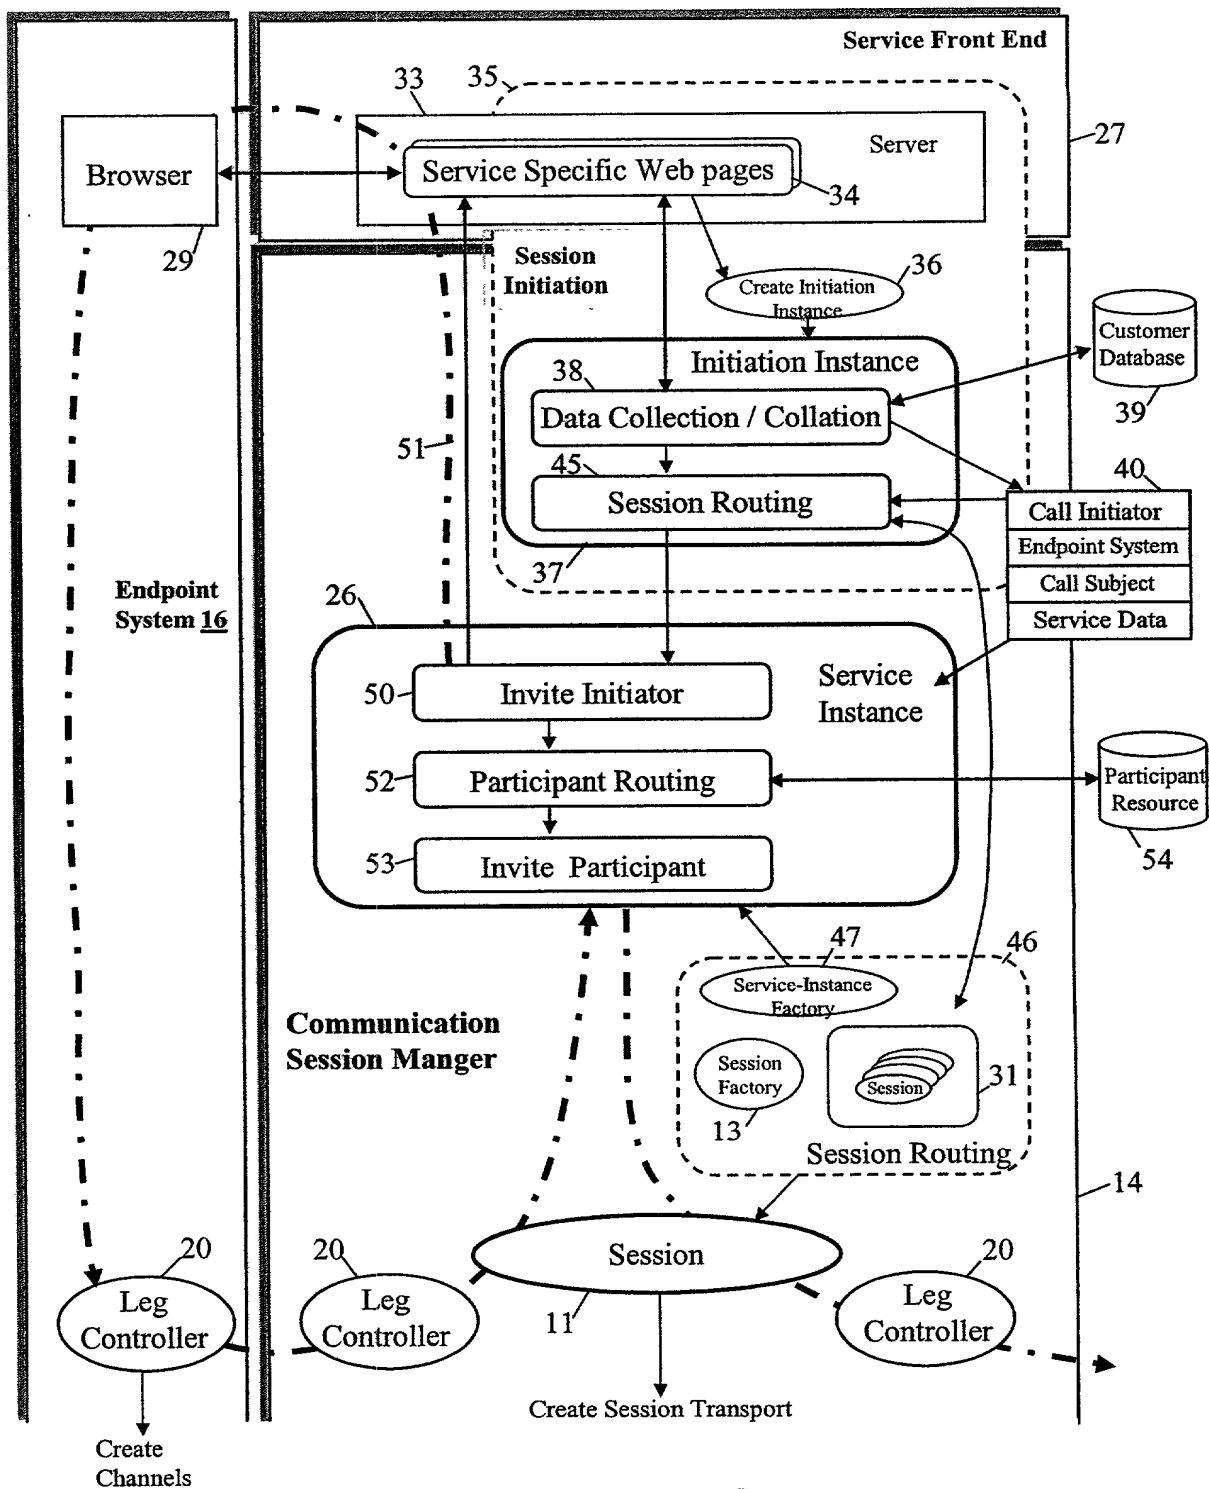 Service Front End
33
35
27
Server
Browser
Service Specific Web pages
34
29
Session
Initiation
36
Create Initiation
Instance
Customer
Database
39
Initiation Instance
38
Data Collection / Collation
51
45
Session Routing
40
Call Initiator
Endpoint System
Call Subject
Service Data
37
Endpoint
System 16
26
Service
Instance
50
Invite Initiator
52
Participant Routing
Participant
Resource
54
53
Invite Participant
47
46
Service-Instance
Factory
Communication
Session Manger
Session
Factory
13
Session
31
Session Routing
14
20
Leg
Controller
20
Leg
Controller
Session
11
20
Leg
Controller
Create Session Transport
Create
Channels